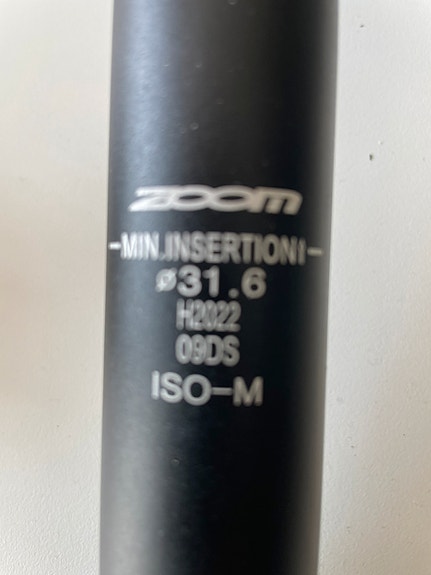 ZOOM
-MIN.INSERTION!-
ø31.6
H2022
09DS
ISO-M